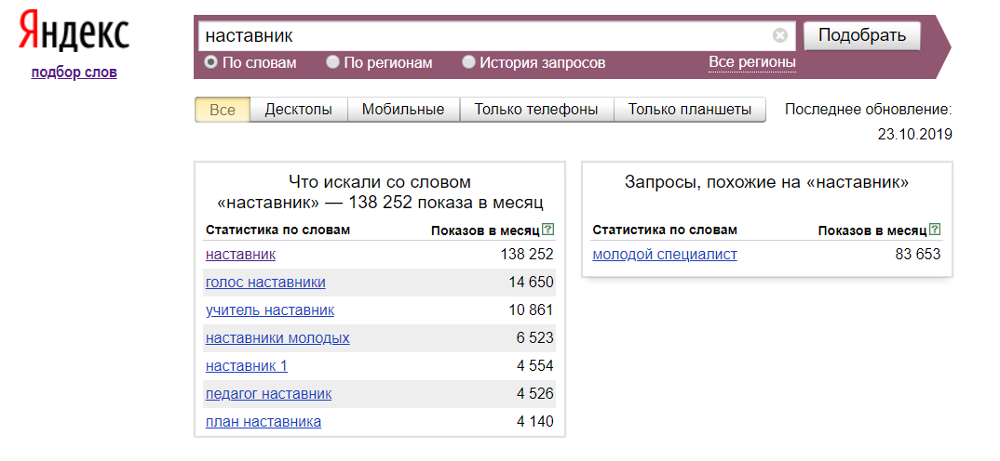 Яндекс
подбор слов
наставник
Подобрать
По словам По регионам История запросов Все регионы
Все Десктопы Мобильные Только телефоны Только планшеты
Последнее обновление:
23.10.2019
Что искали со словом
«наставник» — 138 252 показа в месяц
Статистика по словам Показов в месяц ?
наставник 138 252
голос наставники 14 650
учитель наставник 10 861
наставники молодых 6 523
наставник 1 4 554
педагог наставник 4 526
план наставника 4 140
Запросы, похожие на «наставник»
Статистика по словам Показов в месяц ?
молодой специалист 83 653